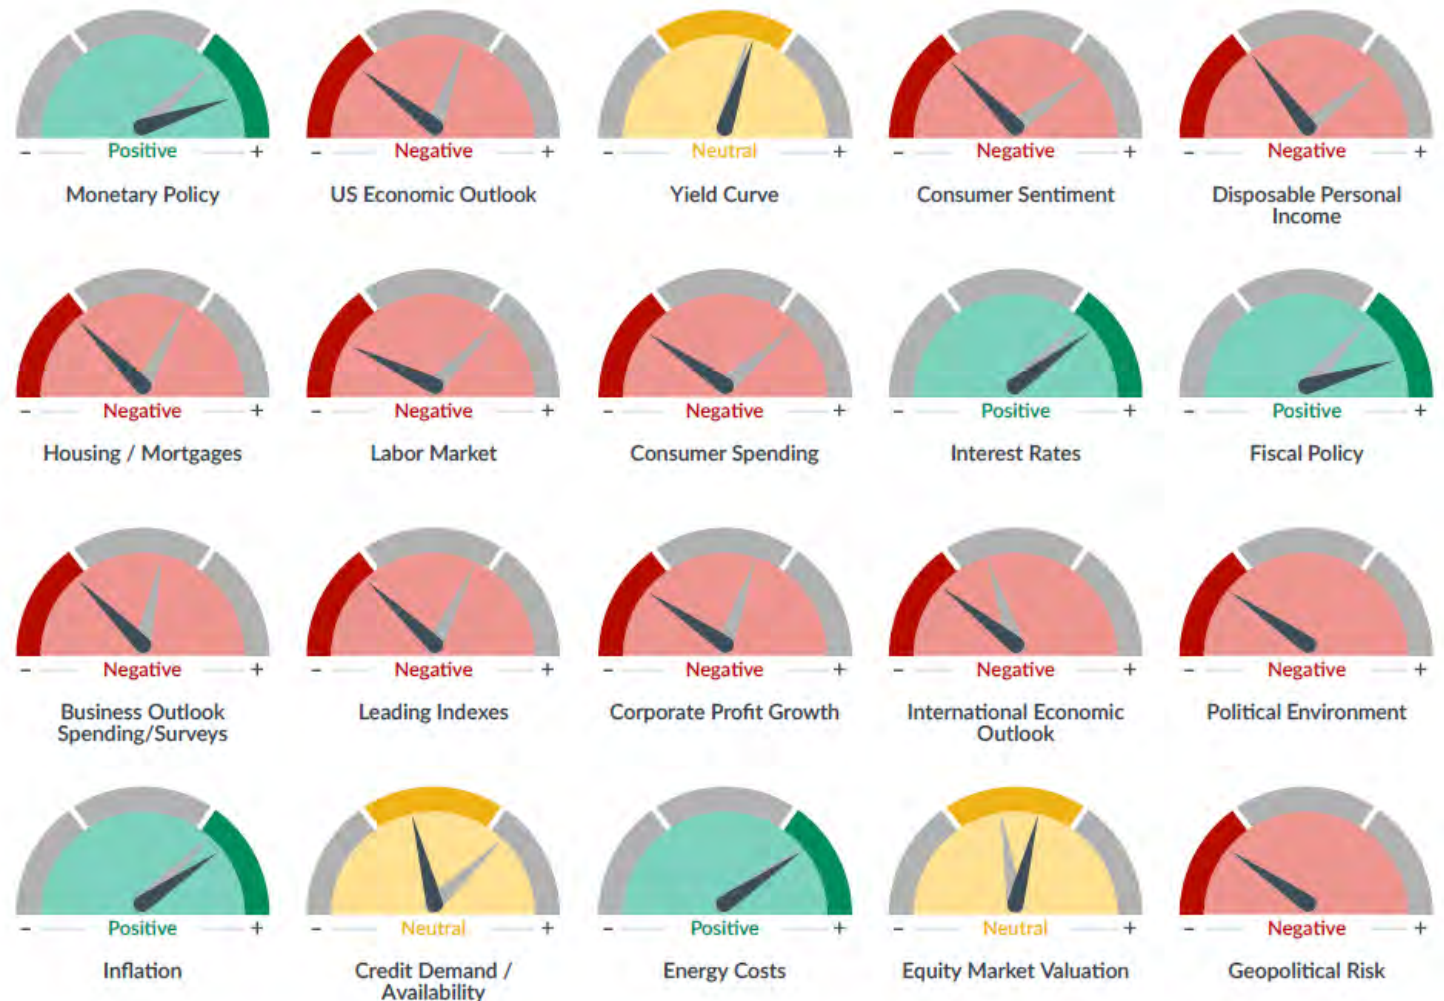 - Positive +
Monetary Policy
- Negative +
US Economic Outlook
- Neutral +
Yield Curve
- Negative +
Consumer Sentiment
- Negative +
Disposable Personal
Income
- Negative +
Housing / Mortgages
- Negative +
Labor Market
- Negative +
Consumer Spending
- Positive +
Interest Rates
- Positive +
Fiscal Policy
- Negative +
Business Outlook
Spending/Surveys
- Negative +
Leading Indexes
- Negative +
Corporate Profit Growth
- Negative +
International Economic
Outlook
- Negative +
Political Environment
- Positive +
Inflation
- Neutral +
Credit Demand /
Availability
- Positive +
Energy Costs
- Neutral +
Equity Market Valuation
- Negative +
Geopolitical Risk